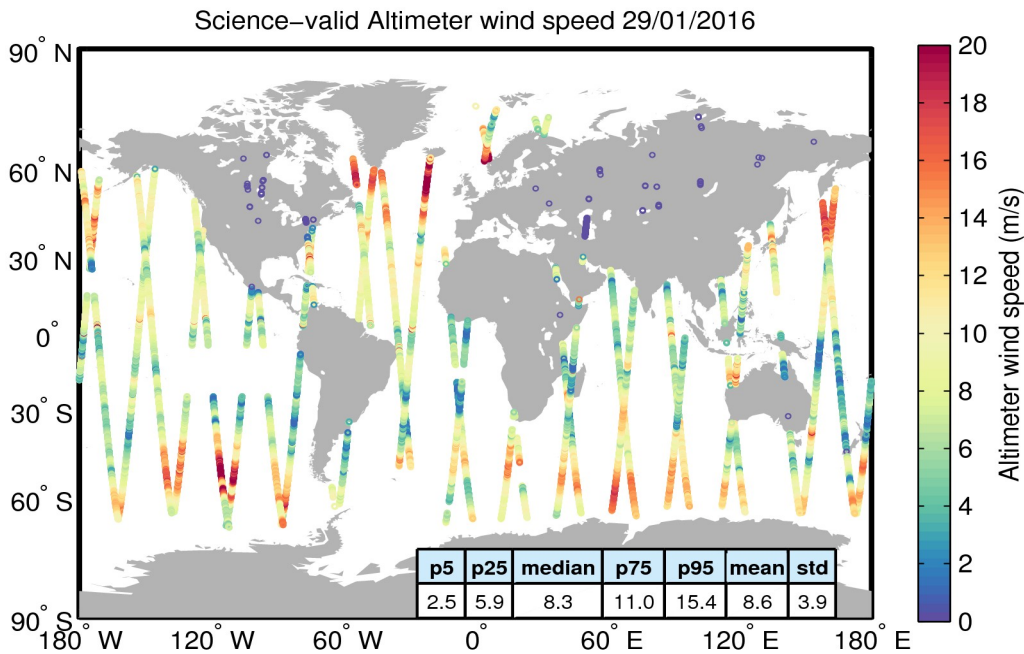 Science−valid Altimeter wind speed 29/01/2016
90° N
60° N
30° N
0°
30° S
60° S
90° S
180° W
120° W
60° W
0°
60° E
120° E
180° E
p5 p25 median p75 p95 mean std
2.5 5.9 8.3 11.0 15.4 8.6 3.9
20
18
16
14
12
10
8
6
4
2
0
Altimeter wind speed (m/s)